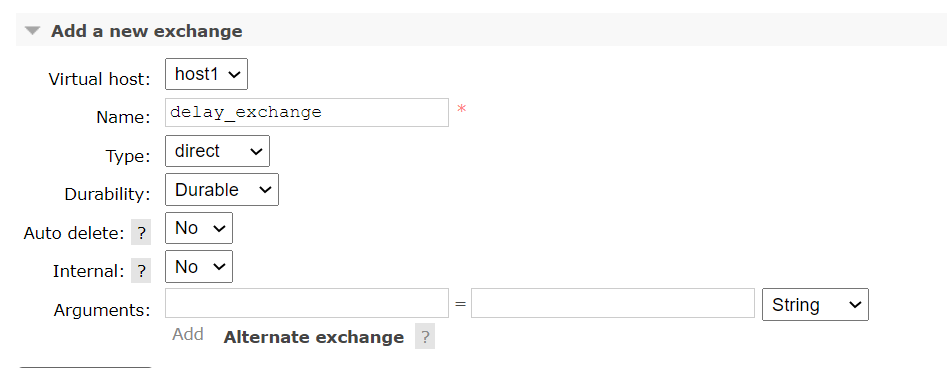 Add a new exchange
Virtual host: host1
Name: delay_exchange *
Type: direct
Durability: Durable
Auto delete: ? No
Internal: ? No
Arguments: = String
Add Alternate exchange ?